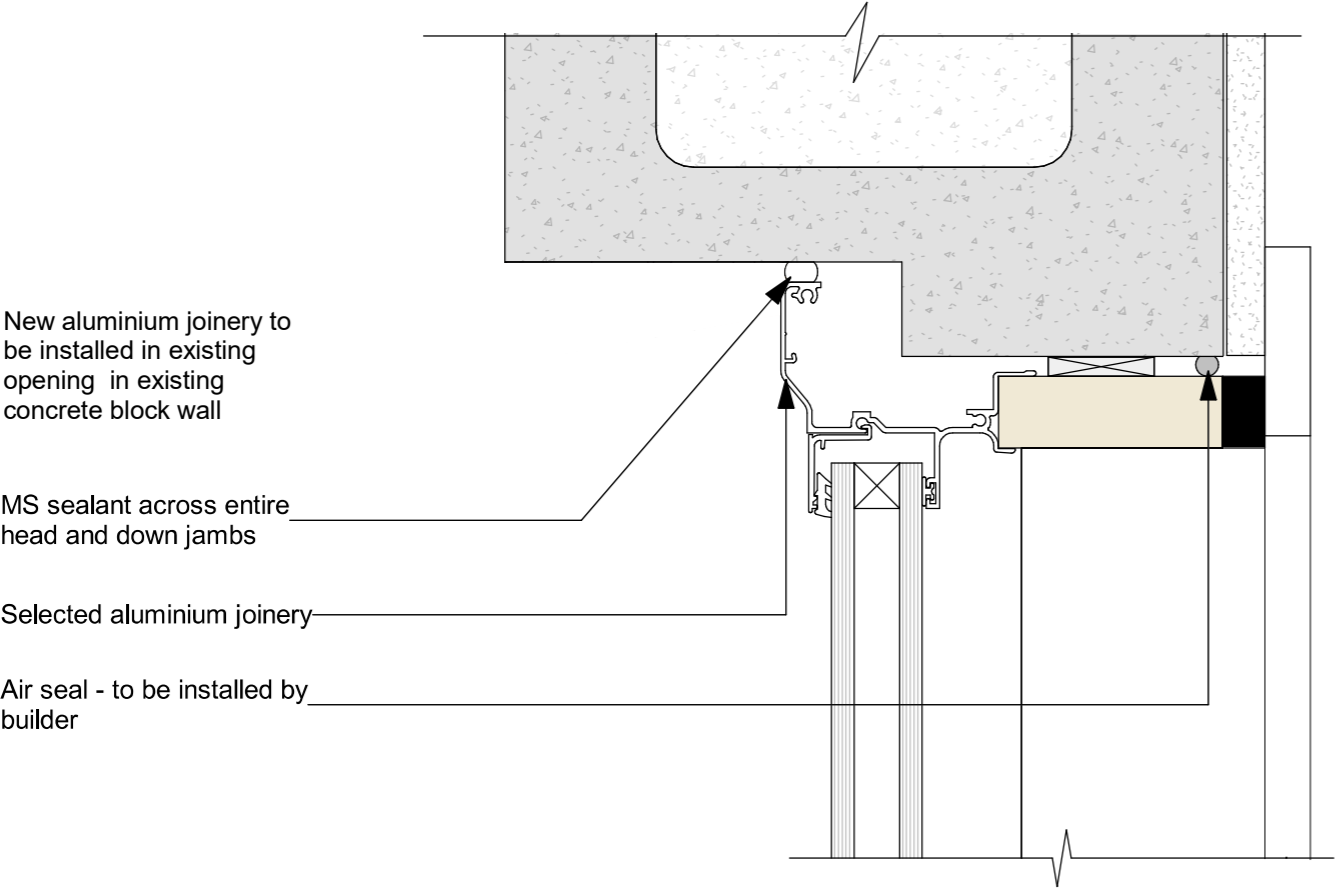 New aluminium joinery to
be installed in existing
opening in existing
concrete block wall
MS sealant across entire
head and down jambs
Selected aluminium joinery
Air seal - to be installed by
builder